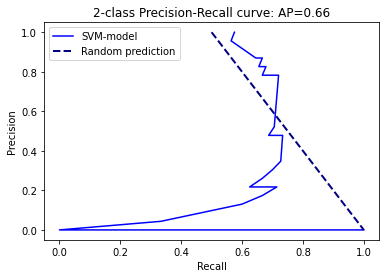 2-class Precision-Recall curve: AP=0.66
SVM-model
Random prediction
Precision
1.0
0.8
0.6
0.4
0.2
0.0
0.0 0.2 0.4 0.6 0.8 1.0
Recall